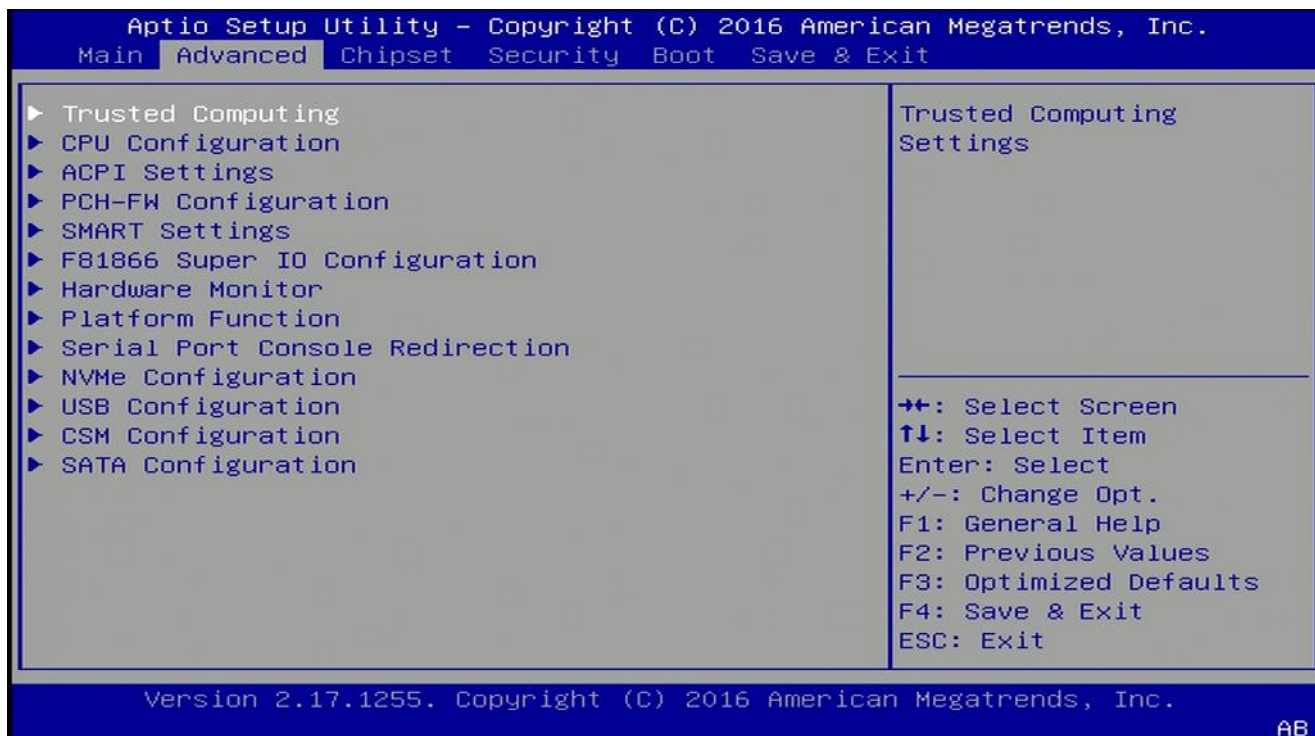 Aptio Setup Utility – Copyright (C) 2016 American Megatrends, Inc.
Main Advanced Chipset Security Boot Save & Exit
► Trusted Computing
► CPU Configuration
► ACPI Settings
► PCH-FW Configuration
► SMART Settings
► F81866 Super IO Configuration
► Hardware Monitor
► Platform Function
► Serial Port Console Redirection
► NVMe Configuration
► USB Configuration
► CSM Configuration
► SATA Configuration
Trusted Computing
Settings
→←: Select Screen
↑↓: Select Item
Enter: Select
+/-: Change Opt.
F1: General Help
F2: Previous Values
F3: Optimized Defaults
F4: Save & Exit
ESC: Exit
Version 2.17.1255. Copyright (C) 2016 American Megatrends, Inc.
AB